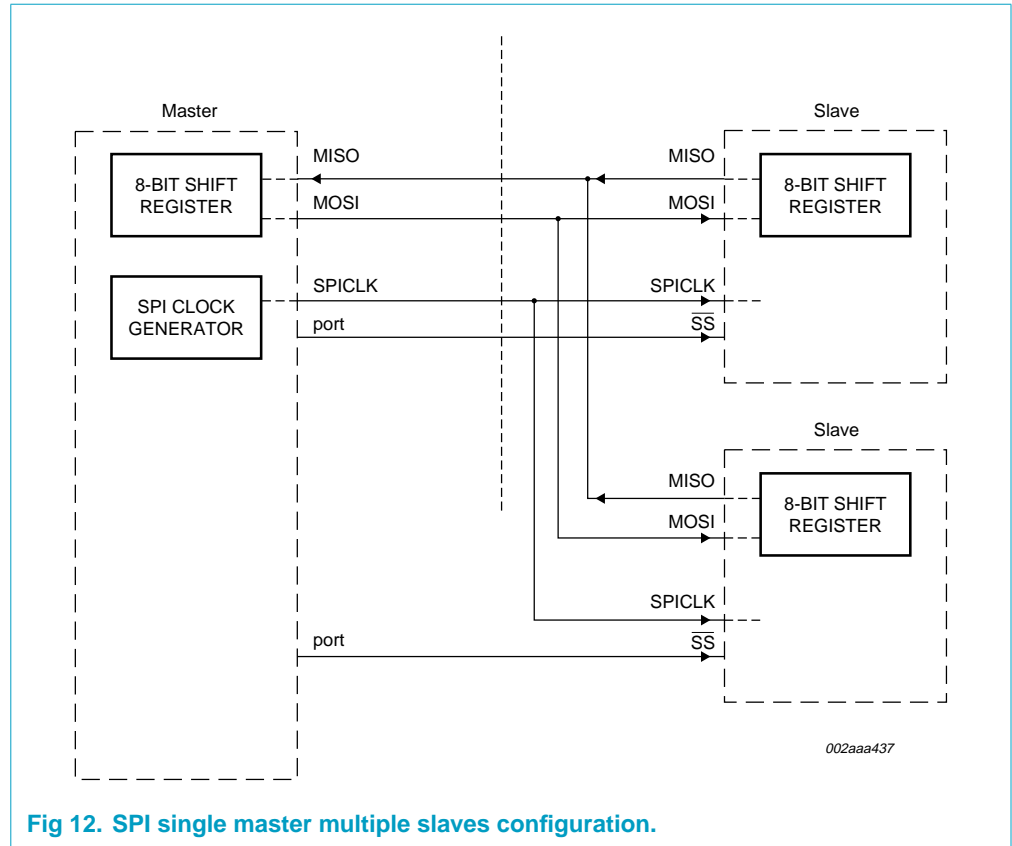 Master
Slave
MISO
MISO
8-BIT SHIFT
REGISTER
8-BIT SHIFT
REGISTER
MOSI
MOSI
SPICLK
SPICLK
SPI CLOCK
GENERATOR
port
S̅S̅
Slave
MISO
8-BIT SHIFT
REGISTER
MOSI
SPICLK
port
S̅S̅
002aaa437
Fig 12. SPI single master multiple slaves configuration.